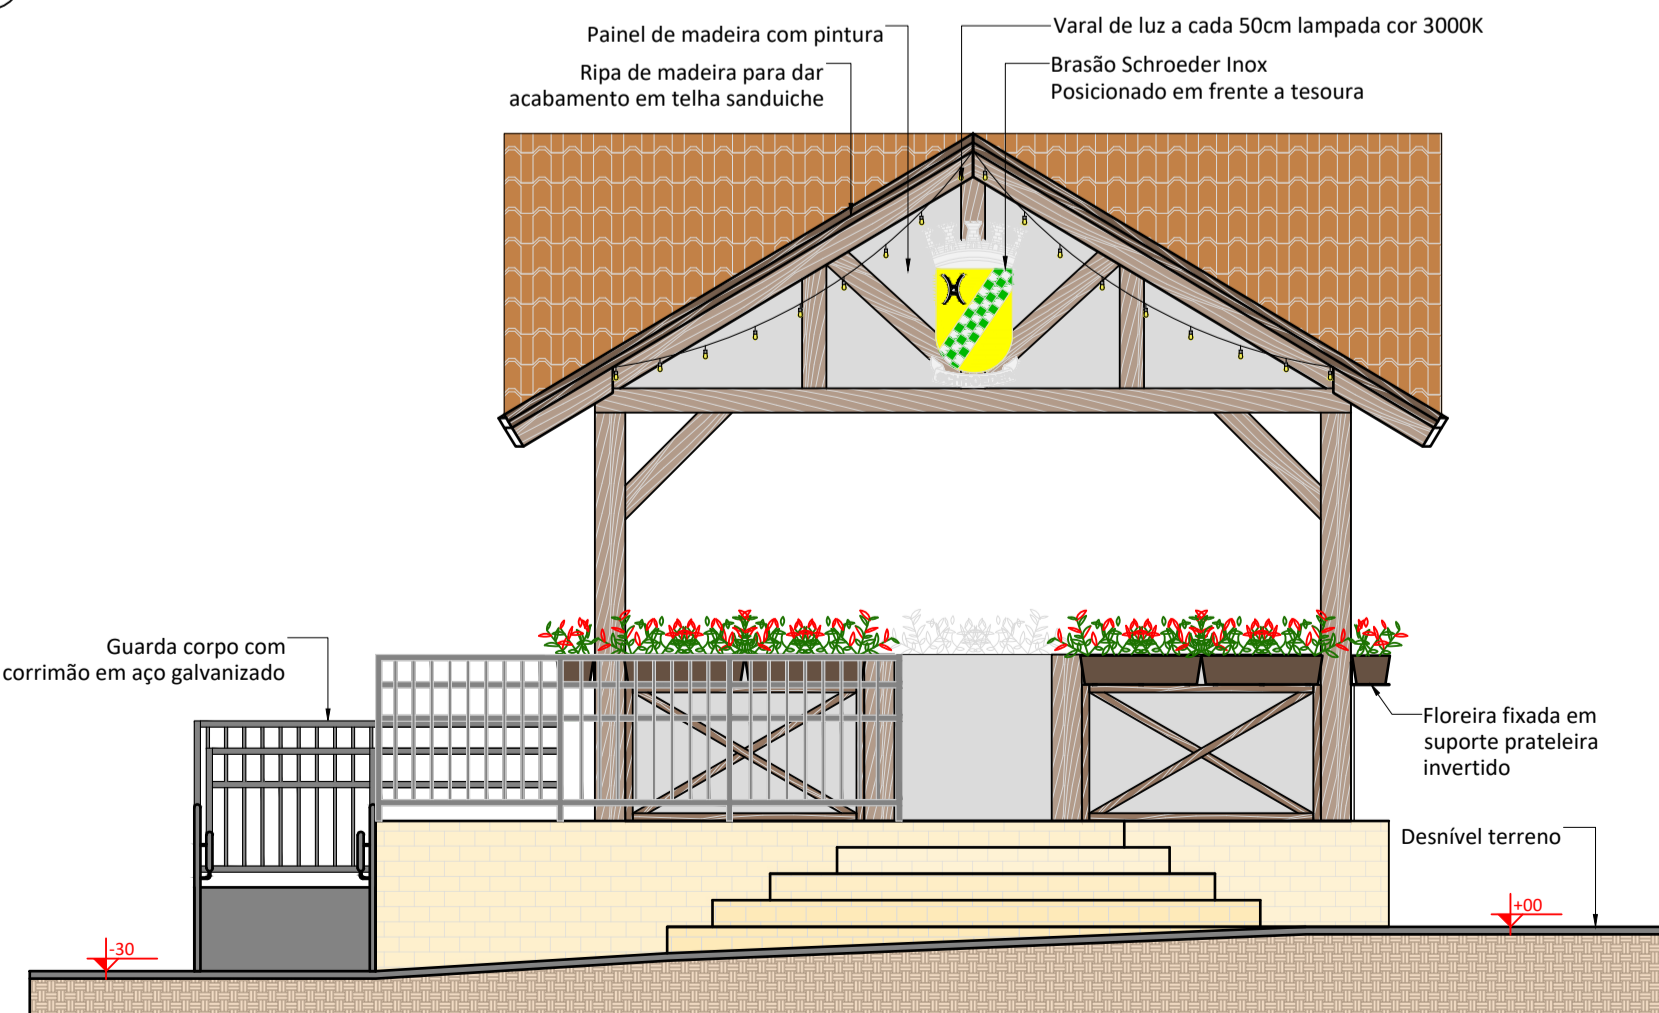 Painel de madeira com pintura
Varal de luz a cada 50cm lampada cor 3000K
Ripa de madeira para dar
acabamento em telha sanduiche
Brasão Schroeder Inox
Posicionado em frente a tesoura
Guarda corpo com
corrimão em aço galvanizado
Floreira fixada em
suporte prateleira
invertido
Desnível terreno
+00
-30